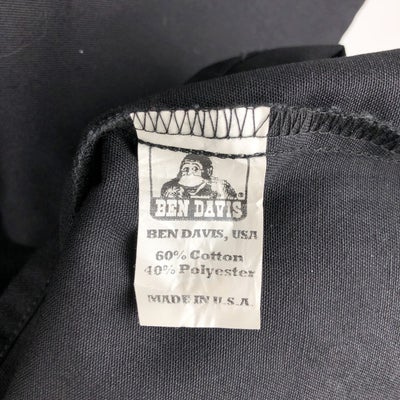 BEN DAVIS
BEN DAVIS, USA
60% Cotton
40% Polyester
MADE IN U.S.A.